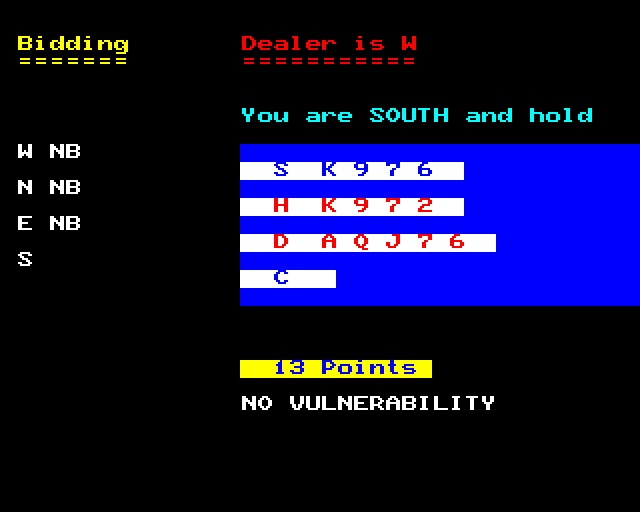 Bidding
=======
Dealer is W
===========
You are SOUTH and hold
W NB
N NB
E NB
S
S K 9 7 6
H K 9 7 2
D A Q J 7 6
C
13 Points
NO VULNERABILITY